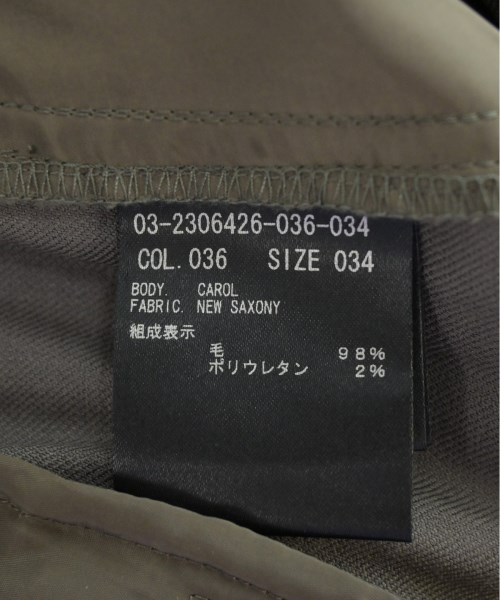 03-2306426-036-034
COL. 036 SIZE 034
BODY. CAROL
FABRIC. NEW SAXONY
組成表示
毛 98%
ポリウレタン 2%